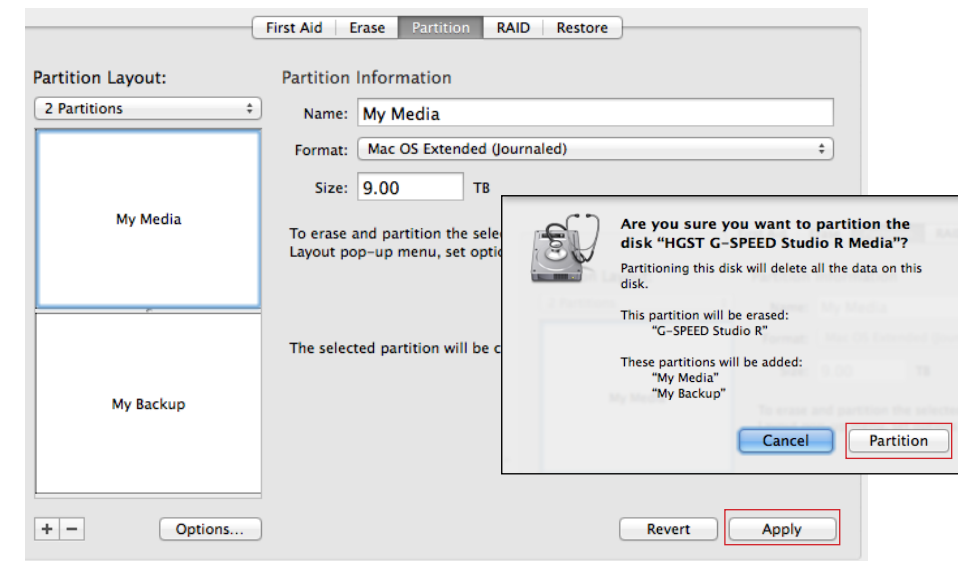 First Aid Erase Partition RAID Restore
Partition Layout:
2 Partitions
My Media
My Backup
+ − Options...
Partition Information
Name: My Media
Format: Mac OS Extended (Journaled)
Size: 9.00 TB
To erase and partition the sele
Layout pop-up menu, set optio
The selected partition will be c
Revert Apply
Are you sure you want to partition the
disk “HGST G-SPEED Studio R Media”?
Partitioning this disk will delete all the data on this
disk.
This partition will be erased:
“G-SPEED Studio R”
These partitions will be added:
“My Media”
“My Backup”
Cancel Partition